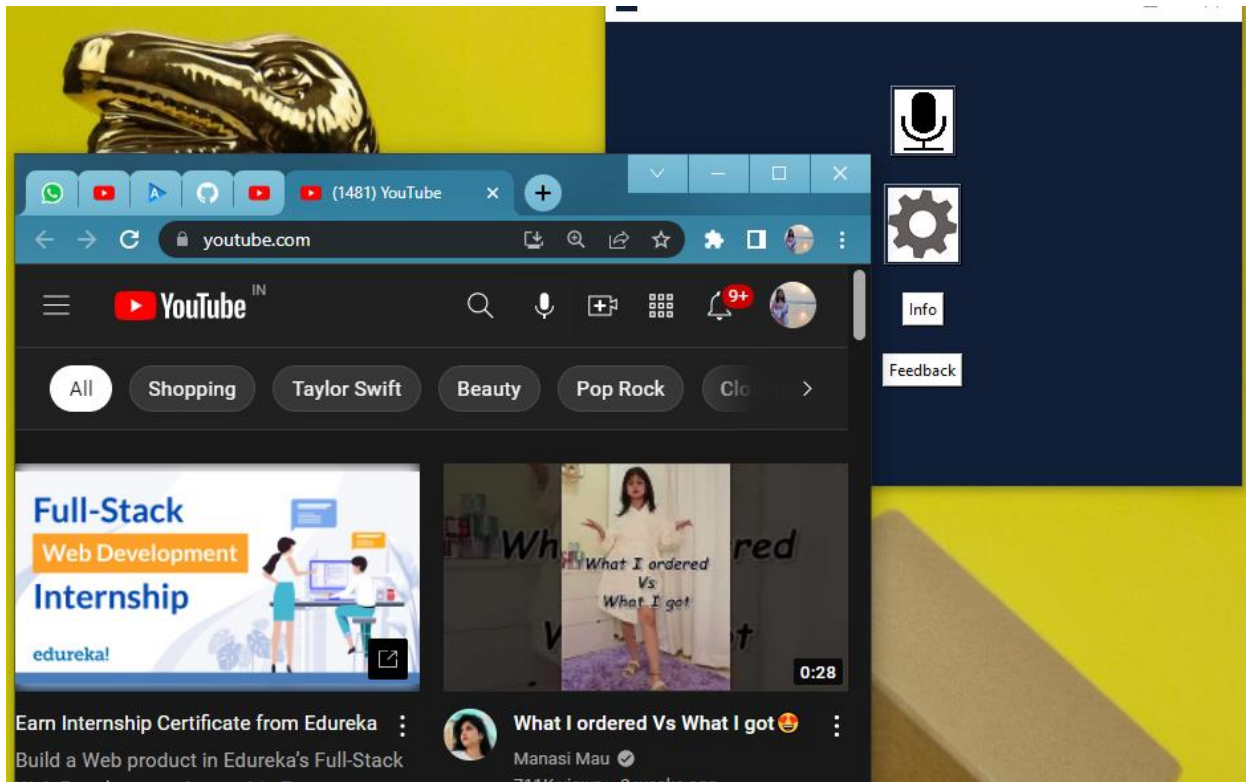 (1481) YouTube
youtube.com
YouTube IN
9+
All Shopping Taylor Swift Beauty Pop Rock
Info
Feedback
Full-Stack
Web Development
Internship
edureka!
What I ordered
Vs
What I got
0:28
Earn Internship Certificate from Edureka
Build a Web product in Edureka's Full-Stack
What I ordered Vs What I got🤩
Manasi Mau
711K views